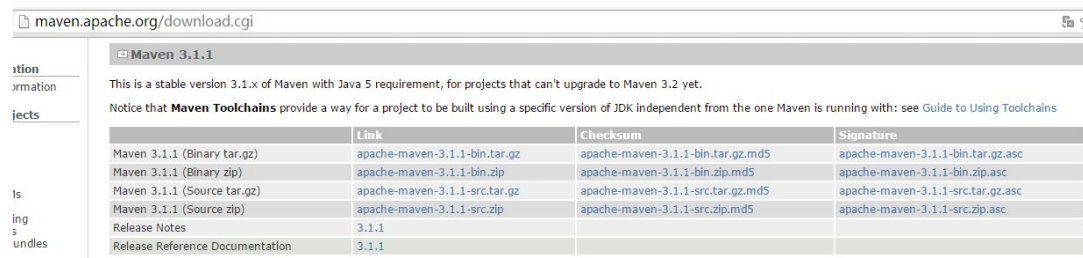 maven.apache.org/download.cgi
Maven 3.1.1
This is a stable version 3.1.x of Maven with Java 5 requirement, for projects that can't upgrade to Maven 3.2 yet.
Notice that Maven Toolchains provide a way for a project to be built using a specific version of JDK independent from the one Maven is running with: see Guide to Using Toolchains
Link Checksum Signature
Maven 3.1.1 (Binary tar.gz) apache-maven-3.1.1-bin.tar.gz apache-maven-3.1.1-bin.tar.gz.md5 apache-maven-3.1.1-bin.tar.gz.asc
Maven 3.1.1 (Binary zip) apache-maven-3.1.1-bin.zip apache-maven-3.1.1-bin.zip.md5 apache-maven-3.1.1-bin.zip.asc
Maven 3.1.1 (Source tar.gz) apache-maven-3.1.1-src.tar.gz apache-maven-3.1.1-src.tar.gz.md5 apache-maven-3.1.1-src.tar.gz.asc
Maven 3.1.1 (Source zip) apache-maven-3.1.1-src.zip apache-maven-3.1.1-src.zip.md5 apache-maven-3.1.1-src.zip.asc
Release Notes 3.1.1
Release Reference Documentation 3.1.1